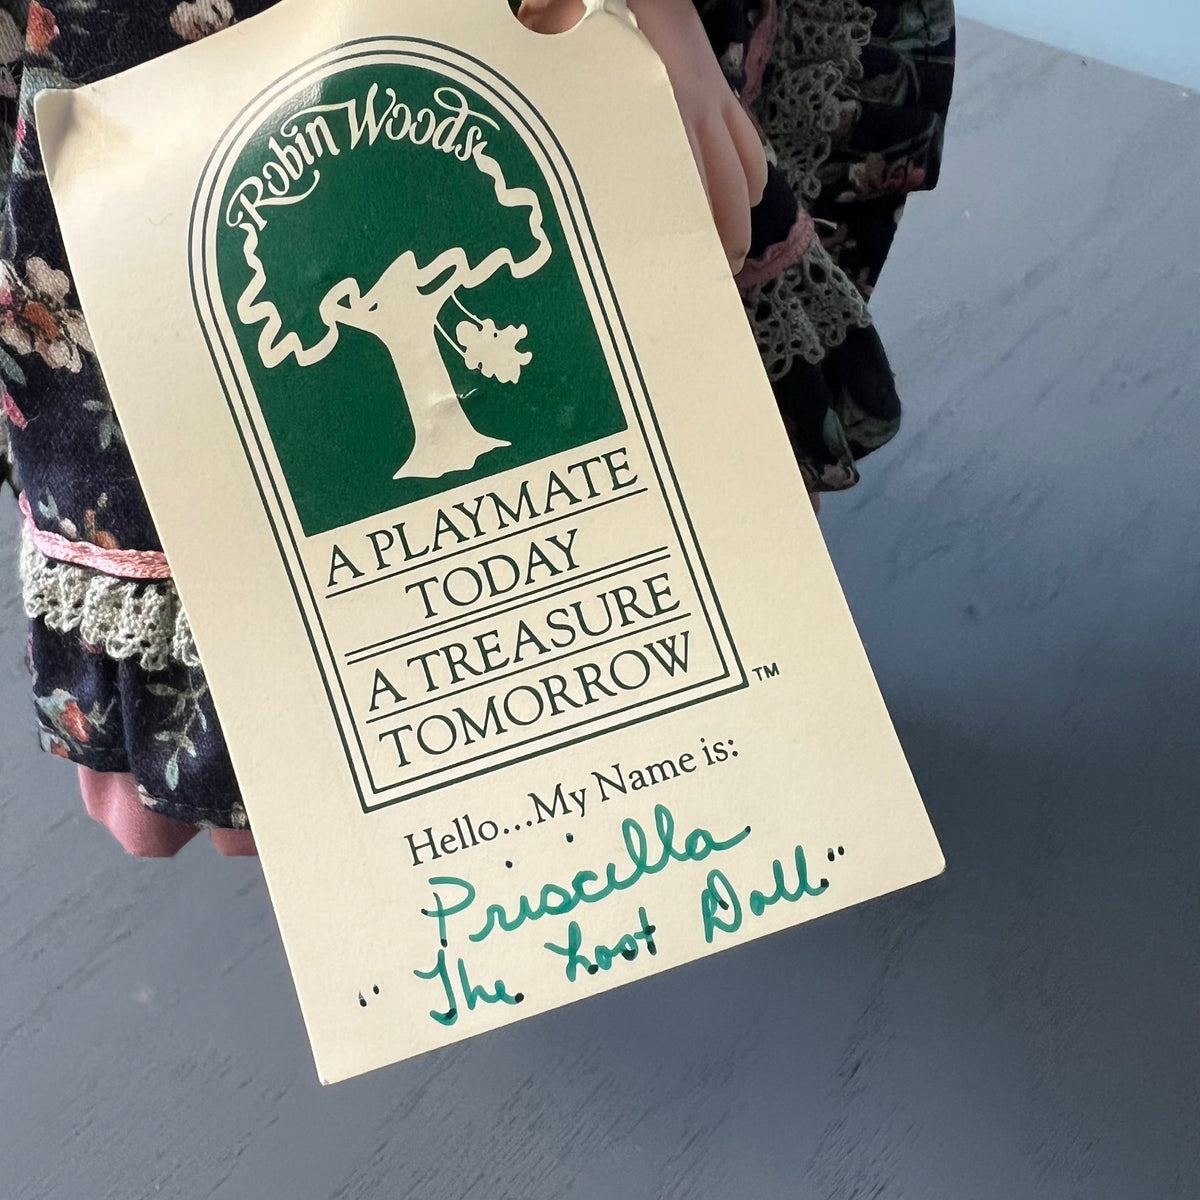 Robin Woods
A PLAYMATE
TODAY
A TREASURE
TOMORROW
TM
Hello...My Name is:
Priscilla
"The Lost Doll"